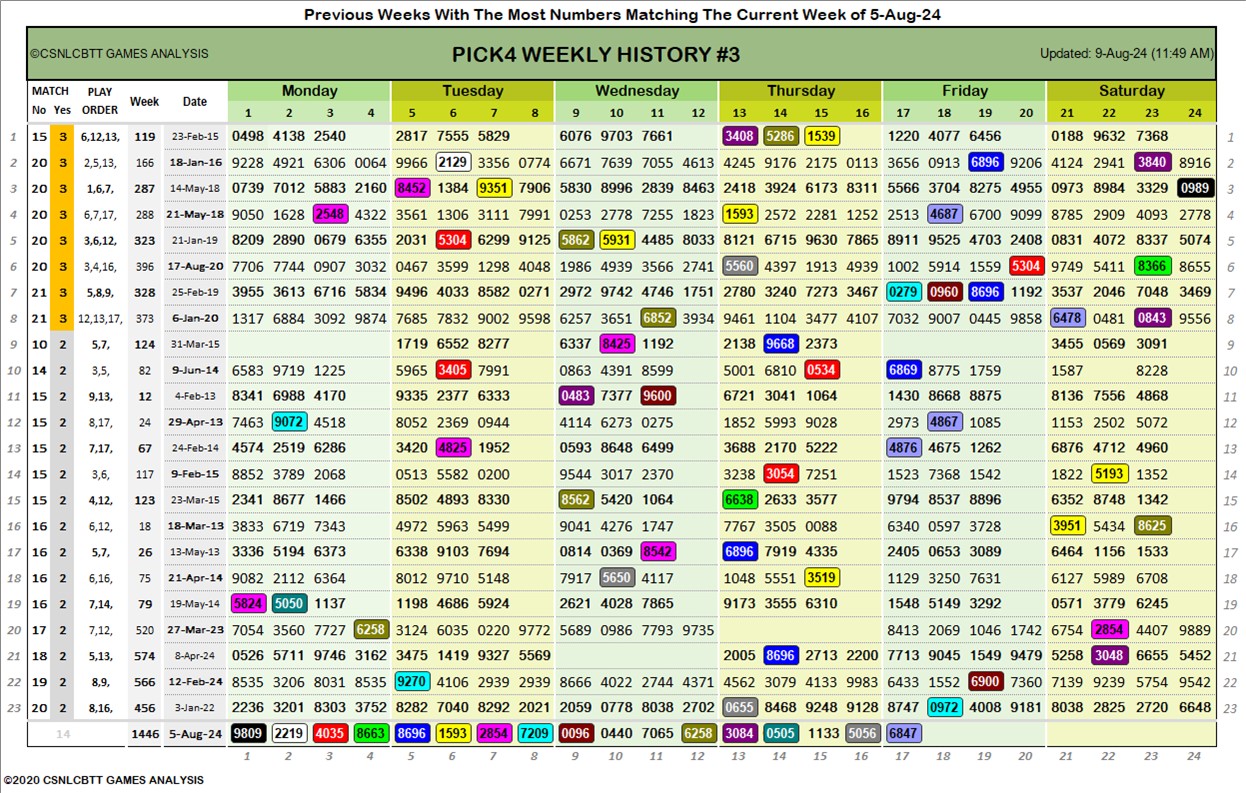 Previous Weeks With The Most Numbers Matching The Current Week of 5-Aug-24
©CSNLCBTT GAMES ANALYSIS PICK4 WEEKLY HISTORY #3 Updated: 9-Aug-24 (11:49 AM)
MATCH PLAY Week Date Monday Tuesday Wednesday Thursday Friday Saturday
No Yes ORDER 1 2 3 4 5 6 7 8 9 10 11 12 13 14 15 16 17 18 19 20 21 22 23 24
1 15 3 6,12,13, 119 23-Feb-15 0498 4138 2540 2817 7555 5829 6076 9703 7661 3408 5286 1539 1220 4077 6456 0188 9632 7368 1
2 20 3 2,5,13, 166 18-Jan-16 9228 4921 6306 0064 9966 2129 3356 0774 6671 7639 7055 4613 4245 9176 2175 0113 3656 0913 6896 9206 4124 2941 3840 8916 2
3 20 3 1,6,7, 287 14-May-18 0739 7012 5883 2160 8452 1384 9351 7906 5830 8996 2839 8463 2418 3924 6173 8311 5566 3704 8275 4955 0973 8984 3329 0989 3
4 20 3 6,7,17, 288 21-May-18 9050 1628 2548 4322 3561 1306 3111 7991 0253 2778 7255 1823 1593 2572 2281 1252 2513 4687 6700 9099 8785 2909 4093 2778 4
5 20 3 3,6,12, 323 21-Jan-19 8209 2890 0679 6355 2031 5304 6299 9125 5862 5931 4485 8033 8121 6715 9630 7865 8911 9525 4703 2408 0831 4072 8337 5074 5
6 20 3 3,4,16, 396 17-Aug-20 7706 7744 0907 3032 0467 9309 1298 4048 1985 4939 3566 2741 5560 4397 1913 4939 1002 5914 1559 5304 9749 5411 8366 8655 6
7 21 3 5,8,9, 328 25-Feb-19 3955 3613 5716 5834 9496 4707 8582 0271 2972 9742 4746 1751 2780 3240 7273 3467 0279 0960 8696 1192 3537 2046 7048 3469 7
8 21 3 12,13,17, 373 6-Jan-20 1317 6884 3092 9874 7685 7832 9002 9598 6257 3651 6852 3934 9461 1104 3477 4107 7032 9007 0445 9858 6478 0481 0843 9556 8
9 10 2 5,7, 124 31-Mar-15 1719 6552 8277 6337 8425 1192 2138 9668 2373 3455 0569 3091 9
10 14 2 3,5, 82 9-Jun-14 6583 9719 1225 5965 3405 7991 0863 4391 8599 5001 6810 0534 6869 8775 1759 1587 8228 10
11 15 2 9,13, 12 4-Feb-13 8341 6988 4170 9335 2377 6333 0483 7377 9600 6721 3041 1064 1430 8668 8875 8136 7556 4868 11
12 15 2 8,17, 24 29-Apr-13 7463 9072 4518 8052 2369 0944 4114 6273 0275 1852 5993 9028 2973 4867 1085 1153 2502 5072 12
13 15 2 7,17, 67 24-Feb-14 4574 2519 6286 3420 4825 1952 0593 8648 6499 3688 2170 5222 4876 4675 1262 6876 4712 4960 13
14 15 2 3,6, 117 9-Feb-15 8852 3789 2068 0513 5582 0200 9544 3017 2370 3238 3054 7251 1523 7368 1542 1822 5193 1352 14
15 15 2 4,12, 123 23-Mar-15 2341 8677 1466 8502 4893 8330 8562 5420 1064 6638 2633 3577 9794 8537 8896 6352 8748 1342 15
16 16 2 6,12, 18 18-Mar-13 3833 6719 7343 4972 5963 5499 9041 4276 1747 7767 3505 0088 6340 0597 3728 3951 5434 8625 16
17 16 2 5,7, 26 13-May-13 3336 5194 6373 6338 9103 7694 0814 0369 8542 6896 7919 4335 2405 0653 3089 6464 1156 1533 17
18 16 2 6,16, 75 21-Apr-14 9082 2112 6364 8012 9710 5148 7917 5650 4117 1048 5551 3519 1129 3250 7631 6127 5989 6708 18
19 16 2 7,14, 79 19-May-14 5824 5050 1137 1198 4686 5924 2621 4028 7865 9173 3555 6310 1548 5149 3292 0571 3779 6245 19
20 17 2 7,12, 520 27-Mar-23 7054 3560 7727 6258 3124 6035 0220 9772 5689 0986 7793 9735 8413 2069 1046 1742 6754 2854 4407 9889 20
21 18 2 5,13, 574 8-Apr-24 0526 5711 9746 3162 3477 1419 9327 5569 2005 8696 2713 2200 7713 9045 1549 9479 5258 3048 6655 5452 21
22 19 2 8,9, 566 12-Feb-24 8535 3206 8031 8535 9270 4106 2939 2939 8666 4022 2744 4371 4562 3079 4133 9983 6433 1552 6900 7360 7139 9239 5754 9542 22
23 20 2 8,16, 456 3-Jan-22 2236 3201 8303 3752 8282 7040 8292 2021 2059 0778 8038 2702 0655 8468 9248 9128 8747 0972 4008 9181 8038 2825 2720 6648 23
14 1446 5-Aug-24 9809 2219 4035 8663 8696 1593 2854 7209 0096 0440 7065 6258 3084 0505 1133 5056 6847
1 2 3 4 5 6 7 8 9 10 11 12 13 14 15 16 17 18 19 20 21 22 23 24
©2020 CSNLCBTT GAMES ANALYSIS